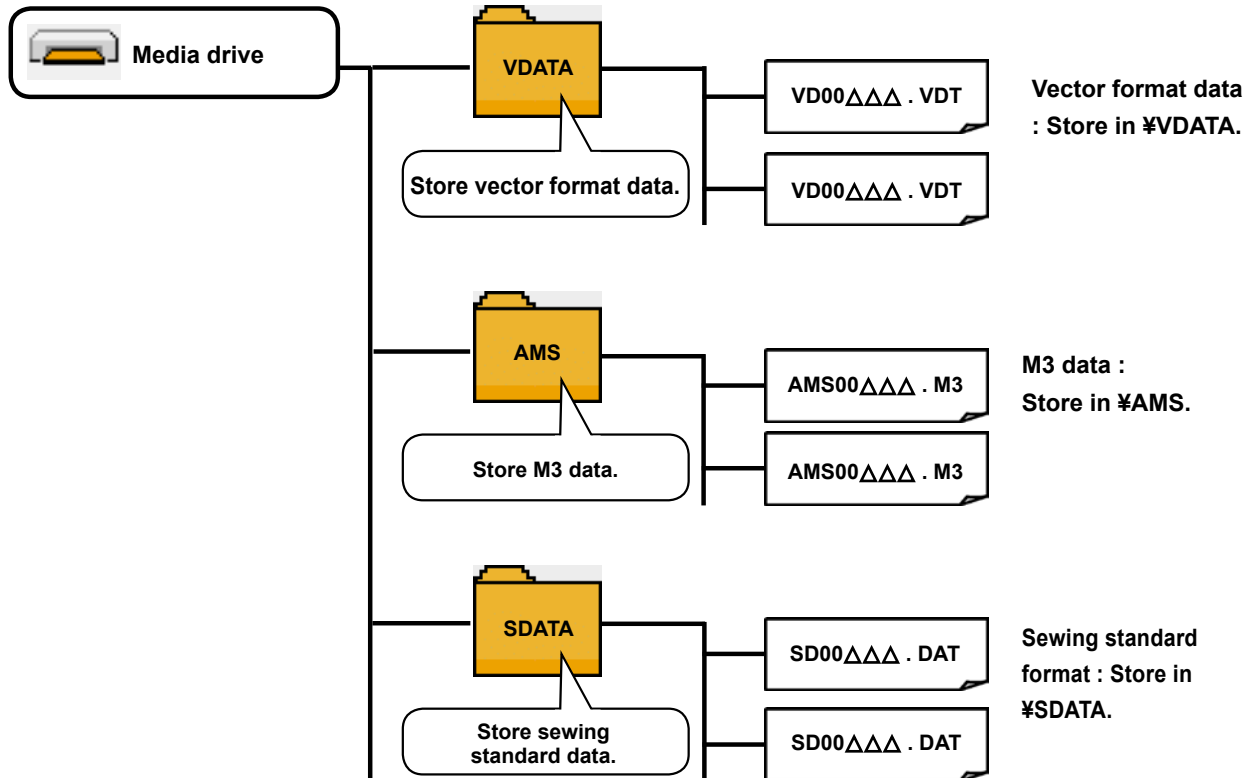 Media drive
VDATA
Store vector format data.
VD00△△△ . VDT
VD00△△△ . VDT
Vector format data
: Store in ¥VDATA.
AMS
Store M3 data.
AMS00△△△ . M3
AMS00△△△ . M3
M3 data :
Store in ¥AMS.
SDATA
Store sewing
standard data.
SD00△△△ . DAT
SD00△△△ . DAT
Sewing standard
format : Store in
¥SDATA.